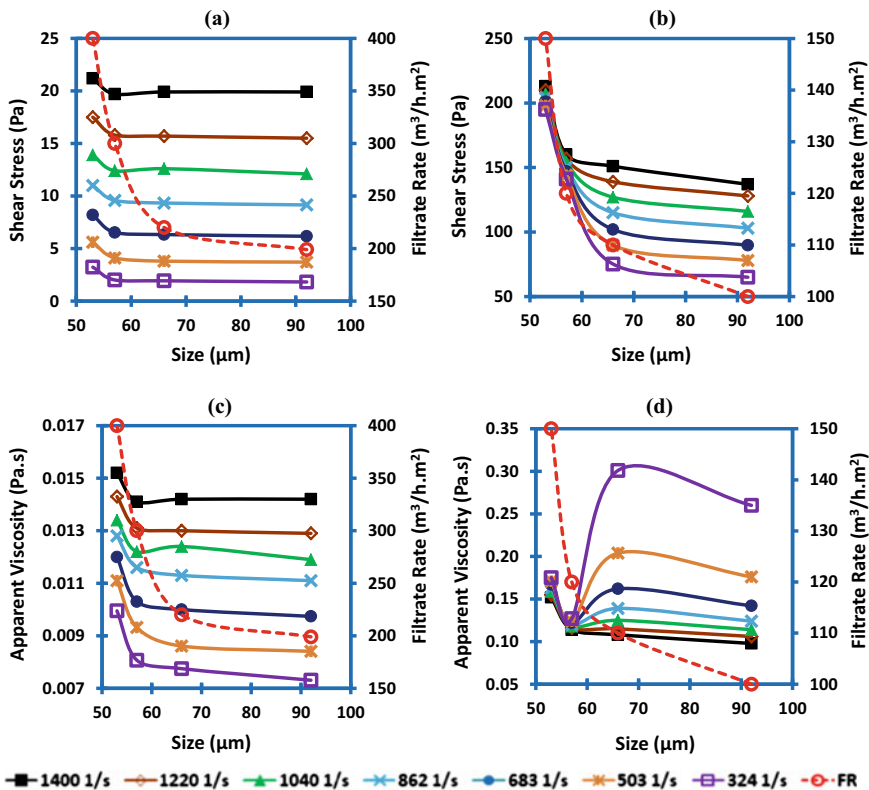 (a)
Shear Stress (Pa)
25
20
15
10
5
0
50 60 70 80 90 100
Size (µm)
400
350
300
250
200
150
Filtrate Rate (m³/h.m²)
(b)
Shear Stress (Pa)
250
200
150
100
50
50 60 70 80 90 100
Size (µm)
150
140
130
120
110
100
Filtrate Rate (m³/h.m²)
(c)
Apparent Viscosity (Pa.s)
0.017
0.015
0.013
0.011
0.009
0.007
50 60 70 80 90 100
Size (µm)
400
350
300
250
200
150
Filtrate Rate (m³/h.m²)
(d)
Apparent Viscosity (Pa.s)
0.35
0.30
0.25
0.20
0.15
0.10
0.05
50 60 70 80 90 100
Size (µm)
150
140
130
120
110
100
Filtrate Rate (m³/h.m²)
1400 1/s 1220 1/s 1040 1/s 862 1/s 683 1/s 503 1/s 324 1/s FR